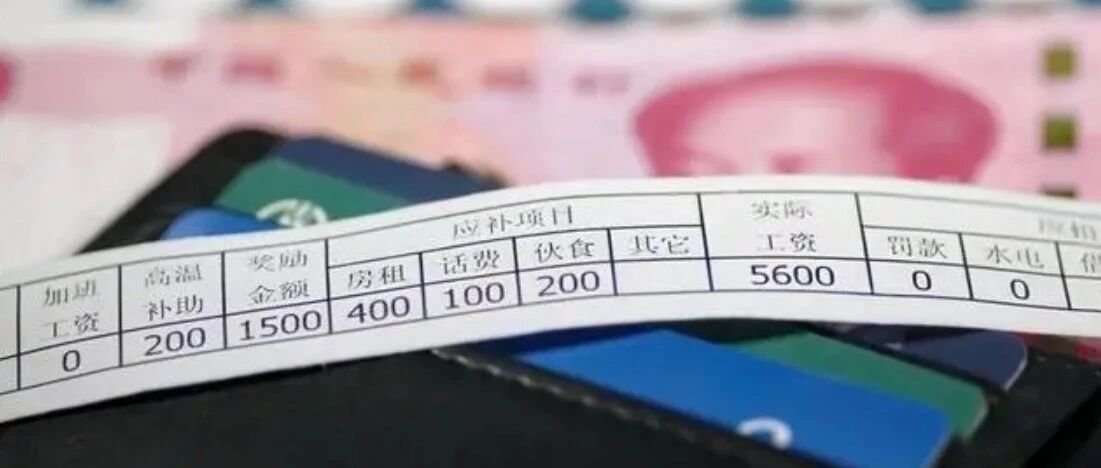 加动工资
高温补助
奖励金额
应补项目
房租
话费
伙食
其它
实际工资
罚款
水电
0
200
1500
400
100
200
5600
0
0